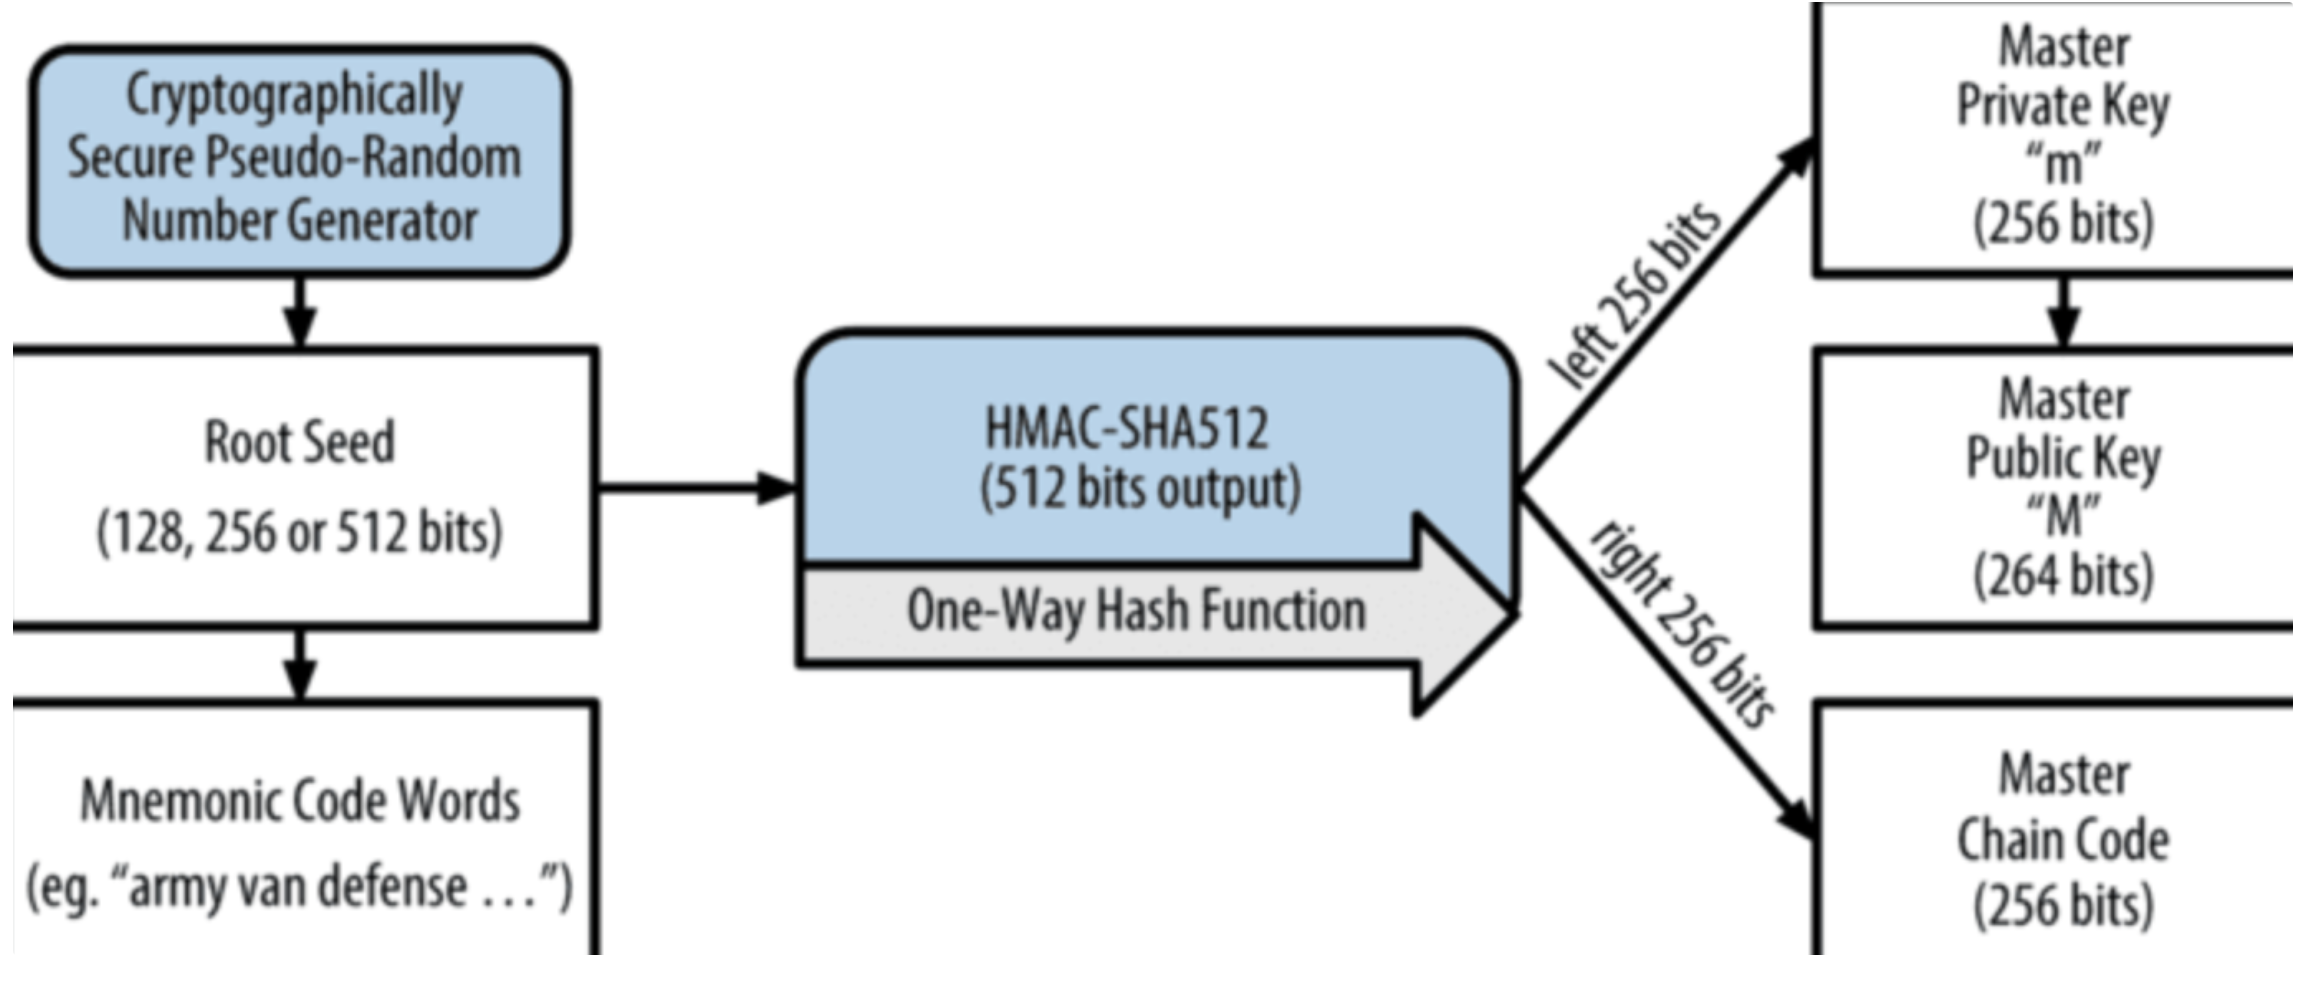 Cryptographically
Secure Pseudo-Random
Number Generator
Root Seed
(128, 256 or 512 bits)
Mnemonic Code Words
(eg. “army van defense ...”)
HMAC-SHA512
(512 bits output)
One-Way Hash Function
left 256 bits
right 256 bits
Master
Private Key
“m”
(256 bits)
Master
Public Key
“M”
(264 bits)
Master
Chain Code
(256 bits)